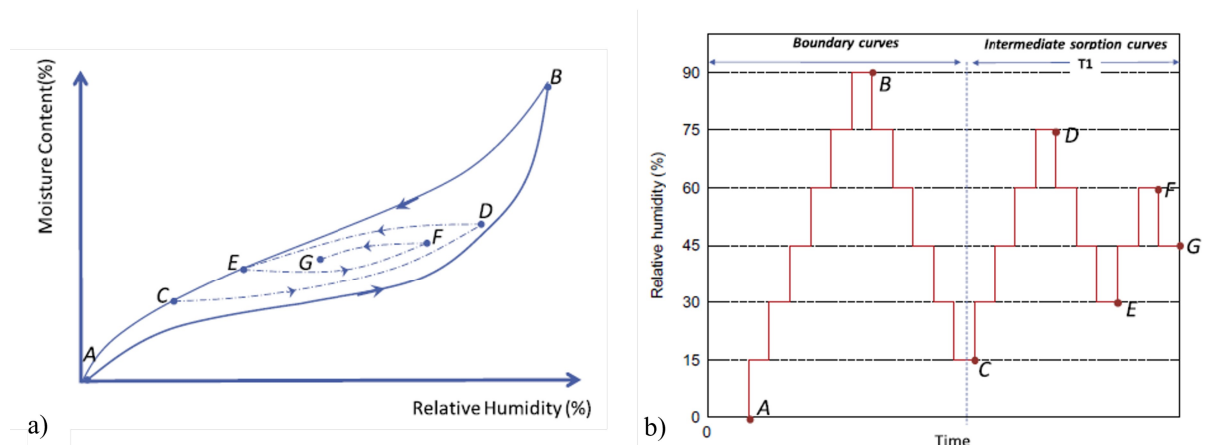 Moisture Content(%)
B
D
F
E
G
C
A
Relative Humidity (%)
a)
Boundary curves
Intermediate sorption curves
T1
Relative humidity (%)
90
75
60
45
30
15
0
0
B
D
F
G
E
C
A
Time
b)